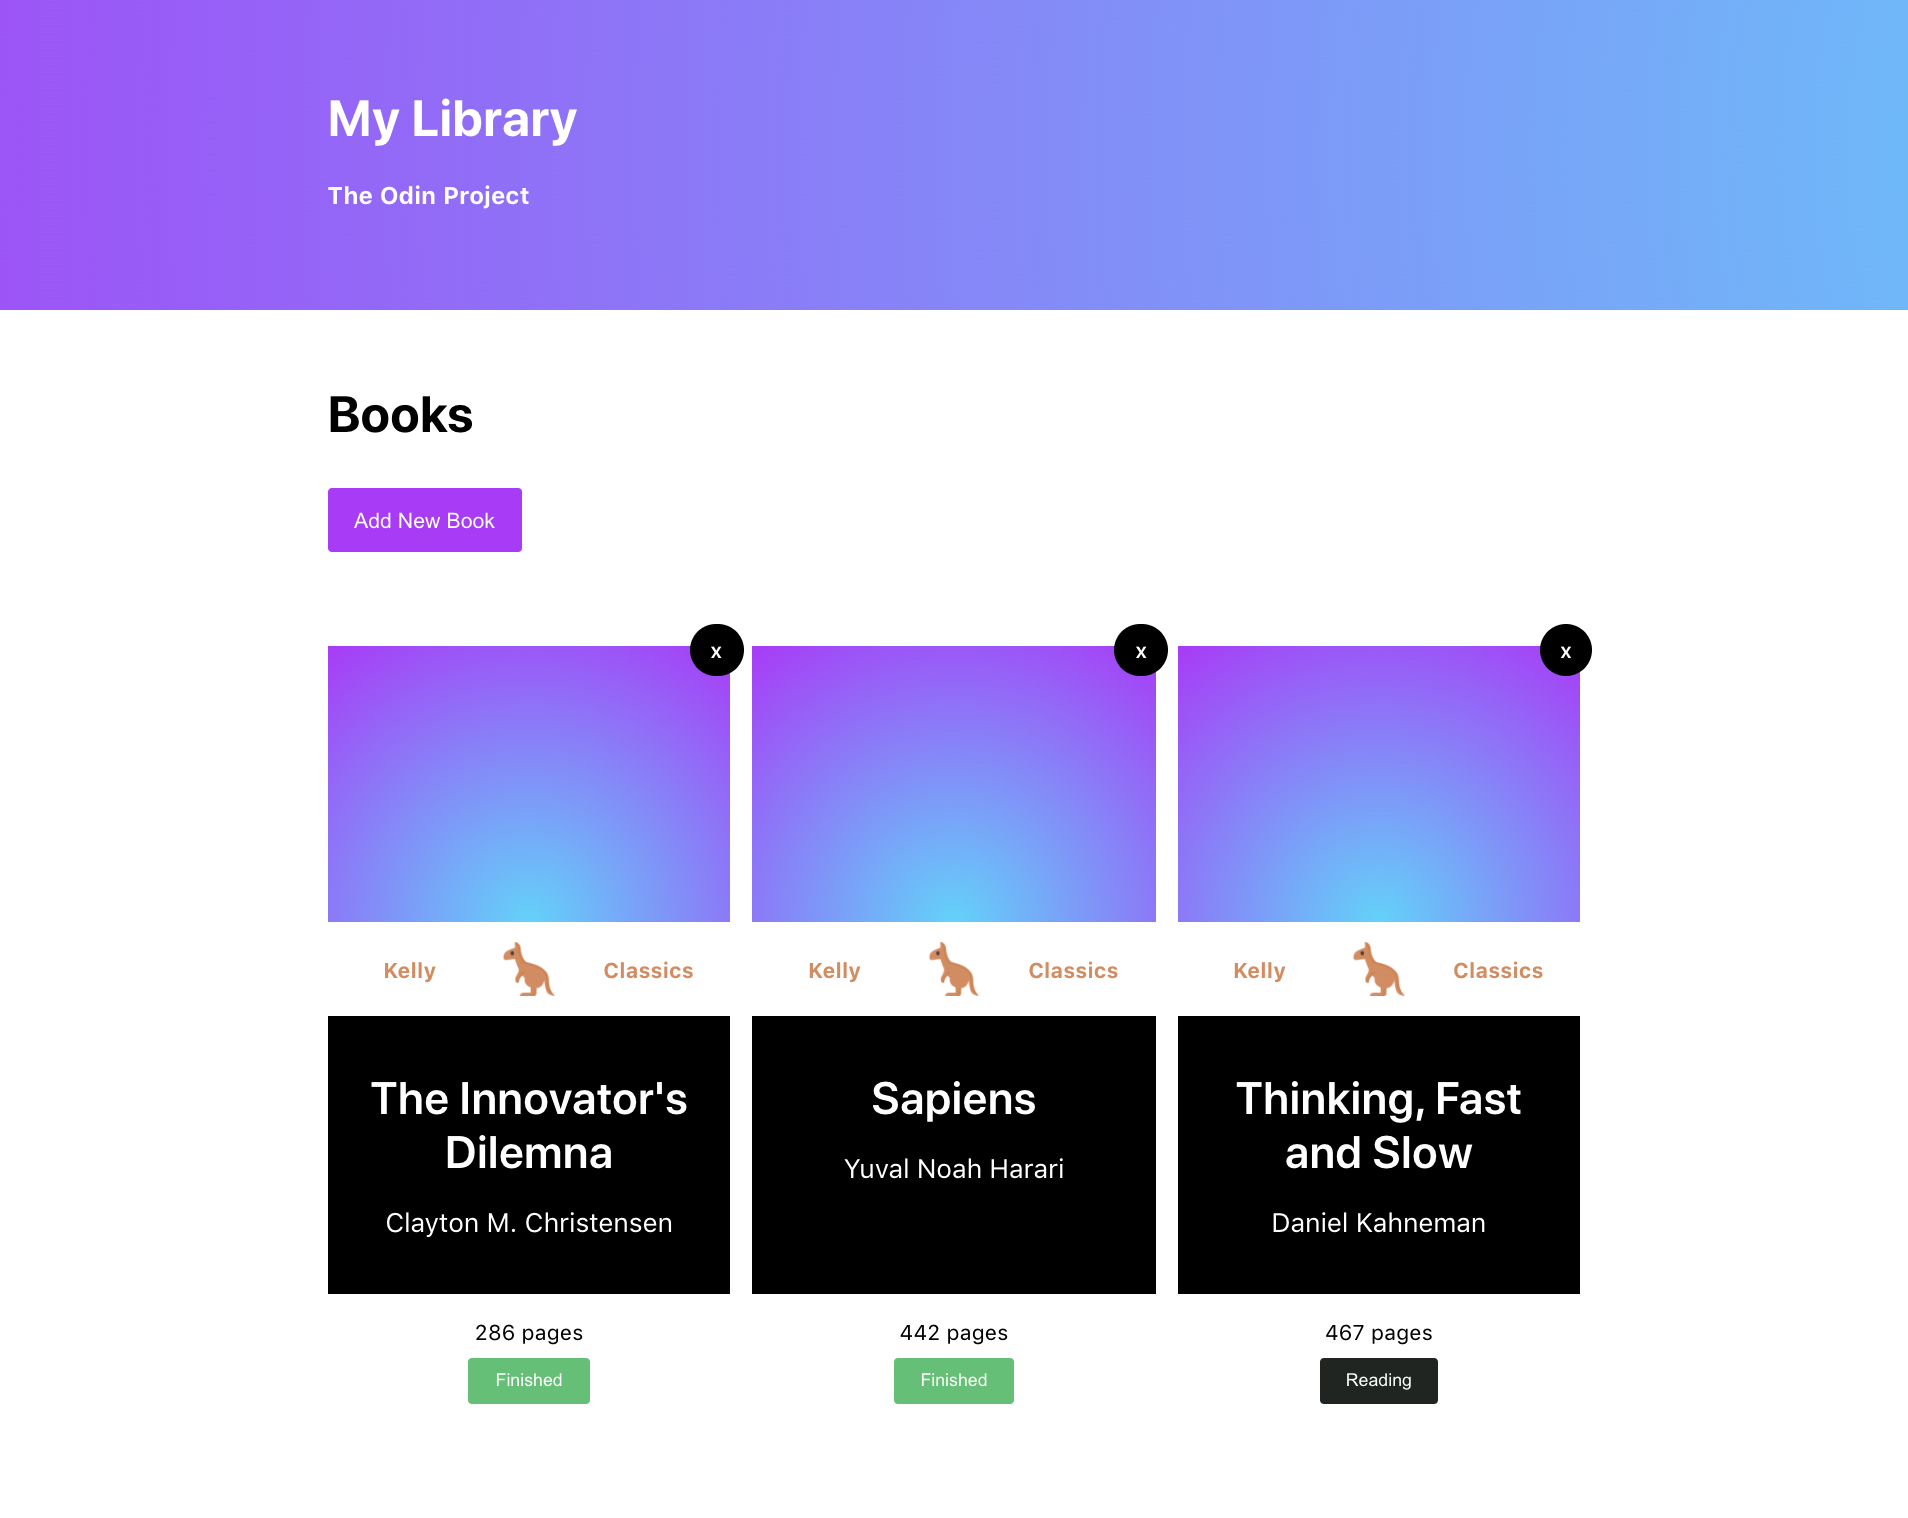 My Library
The Odin Project
Books
Add New Book
x
x
x
Kelly Classics
Kelly Classics
Kelly Classics
The Innovator's
Dilemna
Clayton M. Christensen
Sapiens
Yuval Noah Harari
Thinking, Fast
and Slow
Daniel Kahneman
286 pages
Finished
442 pages
Finished
467 pages
Reading